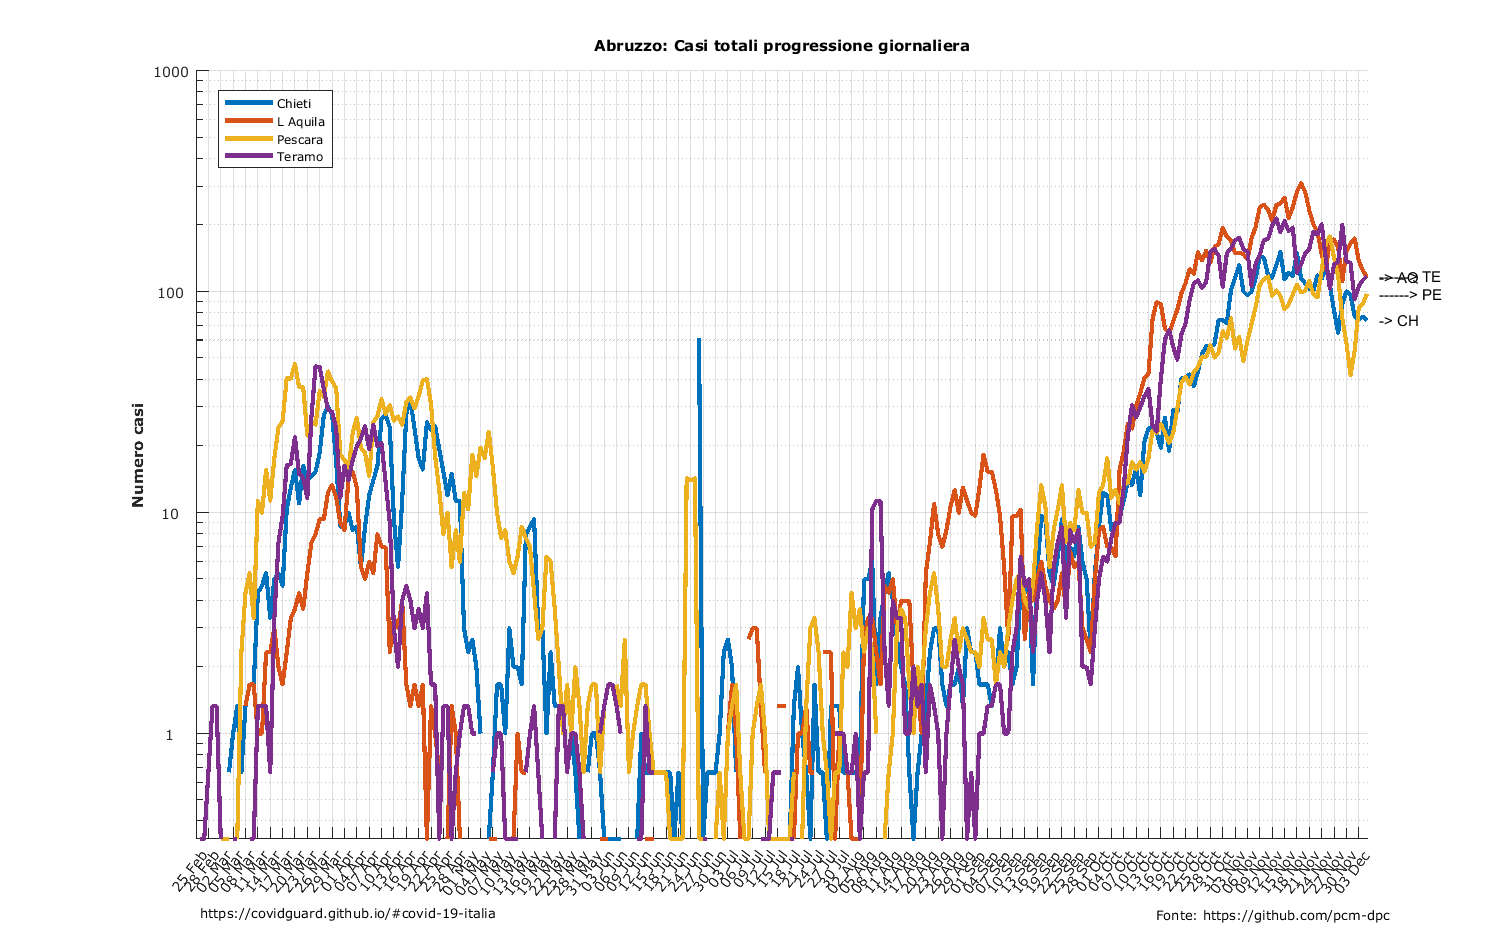 Abruzzo: Casi totali progressione giornaliera
1000
100
10
1
Numero casi
Chieti
L Aquila
Pescara
Teramo
-> AQ
------> TE
------> PE
-> CH
25 Feb
28 Feb
02 Mar
05 Mar
08 Mar
11 Mar
14 Mar
17 Mar
20 Mar
23 Mar
26 Mar
29 Mar
01 Apr
04 Apr
07 Apr
10 Apr
13 Apr
16 Apr
19 Apr
22 Apr
25 Apr
28 Apr
01 May
04 May
07 May
10 May
13 May
16 May
19 May
22 May
25 May
28 May
31 May
03 Jun
06 Jun
09 Jun
12 Jun
15 Jun
18 Jun
21 Jun
24 Jun
27 Jun
30 Jun
03 Jul
06 Jul
09 Jul
12 Jul
15 Jul
18 Jul
21 Jul
24 Jul
27 Jul
30 Jul
02 Aug
05 Aug
08 Aug
11 Aug
14 Aug
17 Aug
20 Aug
23 Aug
26 Aug
29 Aug
01 Sep
04 Sep
07 Sep
10 Sep
13 Sep
16 Sep
19 Sep
22 Sep
25 Sep
28 Sep
01 Oct
04 Oct
07 Oct
10 Oct
13 Oct
16 Oct
19 Oct
22 Oct
25 Oct
28 Oct
31 Oct
03 Nov
06 Nov
09 Nov
12 Nov
15 Nov
18 Nov
21 Nov
24 Nov
27 Nov
30 Nov
03 Dec
https://covidguard.github.io/#covid-19-italia
Fonte: https://github.com/pcm-dpc